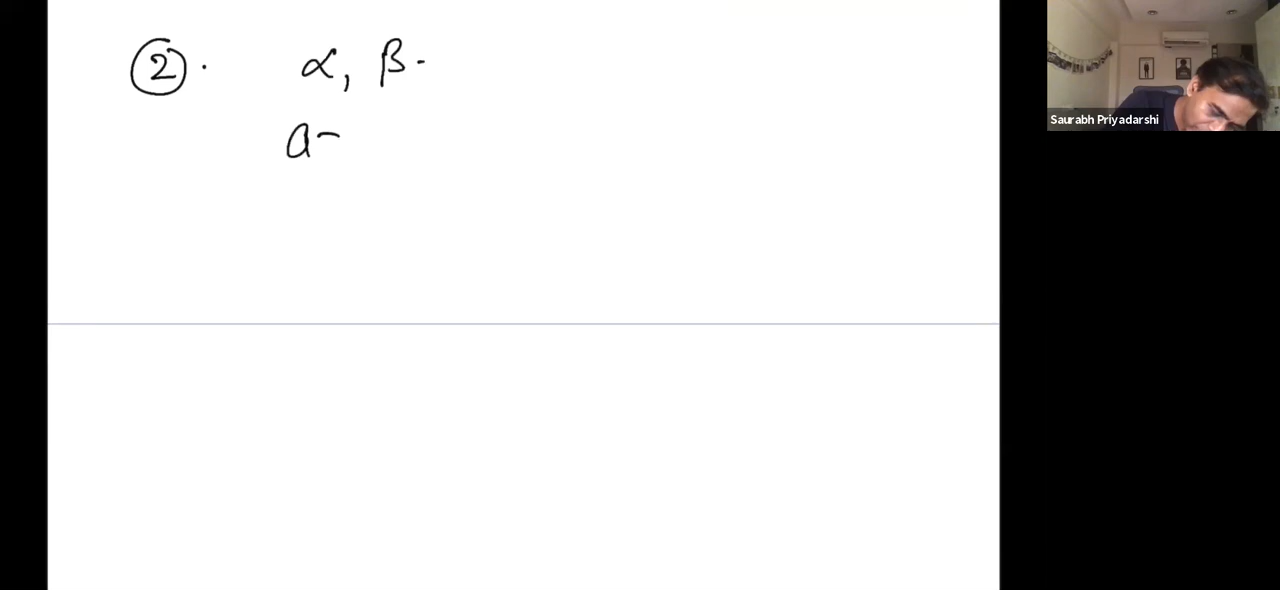 ② . α, β .
a-
Saurabh Priyadarshi